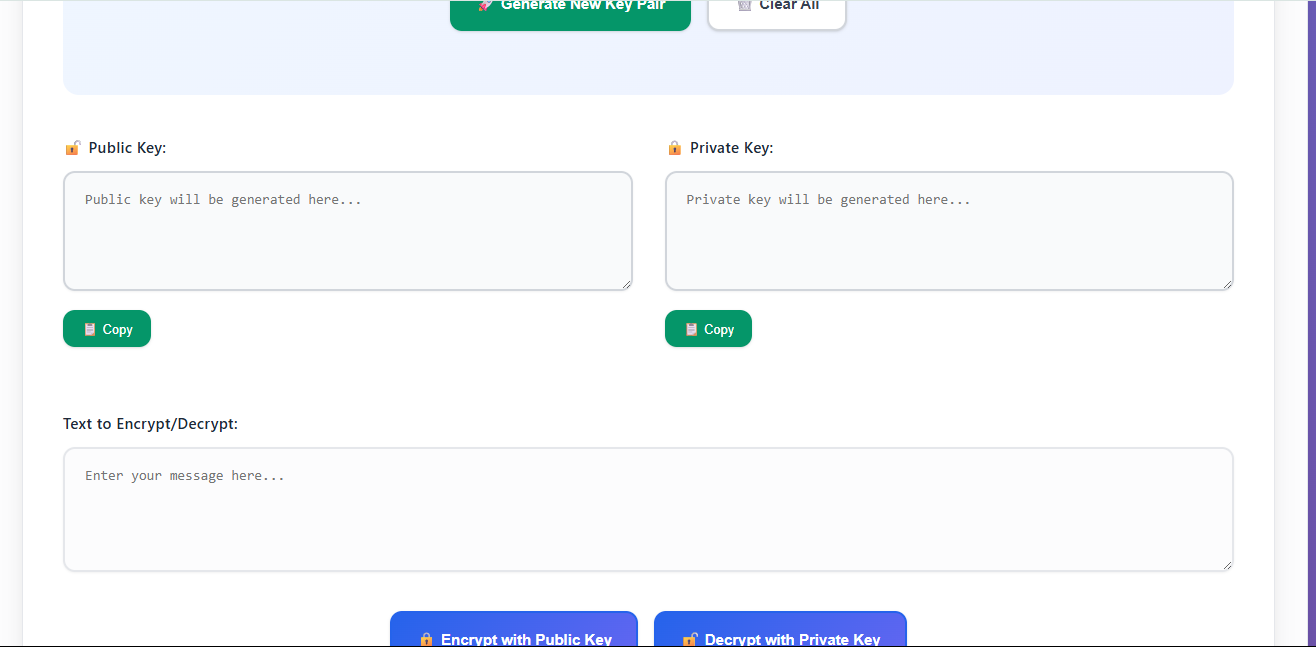 🚀 Generate New Key Pair
🗑️ Clear All
🔓 Public Key:
🔒 Private Key:
Public key will be generated here...
Private key will be generated here...
📋 Copy
📋 Copy
Text to Encrypt/Decrypt:
Enter your message here...
🔒 Encrypt with Public Key
🔓 Decrypt with Private Key